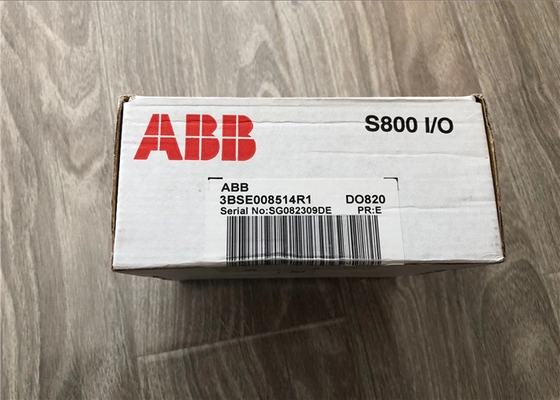 ABB
S800 I/O
ABB
3BSE008514R1 DO820
Serial No:SG082309DE PR:E